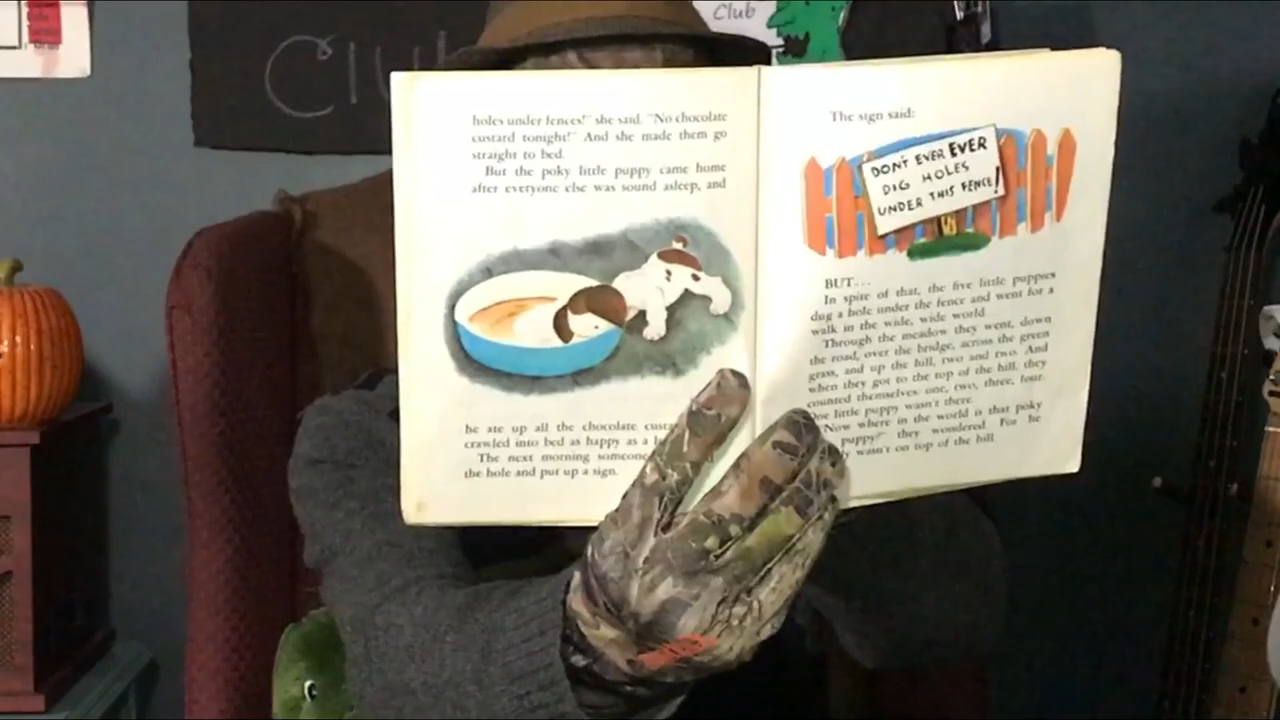 Club
Clu
holes under fences!" she said. "No chocolate
custard tonight!" And she made them go
straight to bed.
But the poky little puppy came home
after everyone else was sound asleep, and
he ate up all the chocolate
crawled into bed as happy as a
The next morning someone
the hole and put up a sign.
The sign said:
DON'T EVER EVER
DIG HOLES
UNDER THIS FENCE!
BUT...
In spite of that, the five little puppies
dug a hole under the fence and went for a
walk in the wide, wide world.
Through the meadow they went, down
the road, over the bridge, across the green
grass, and up the hill, two and two. And
when they got to the top of the hill, they
counted themselves: one, two, three, four.
One little puppy wasn't there.
"Now where in the world is that poky
puppy?" they wondered. For he
wasn't on top of the hill.